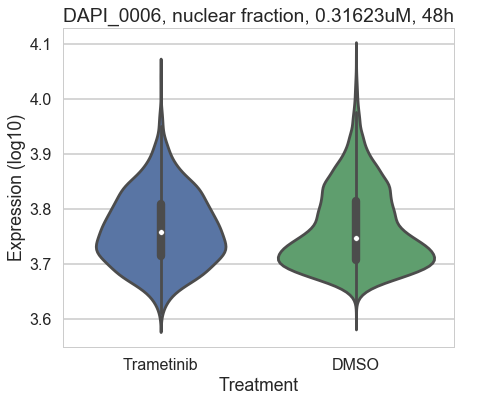 DAPI_0006, nuclear fraction, 0.31623uM, 48h
Expression (log10)
4.1
4.0
3.9
3.8
3.7
3.6
Trametinib DMSO
Treatment